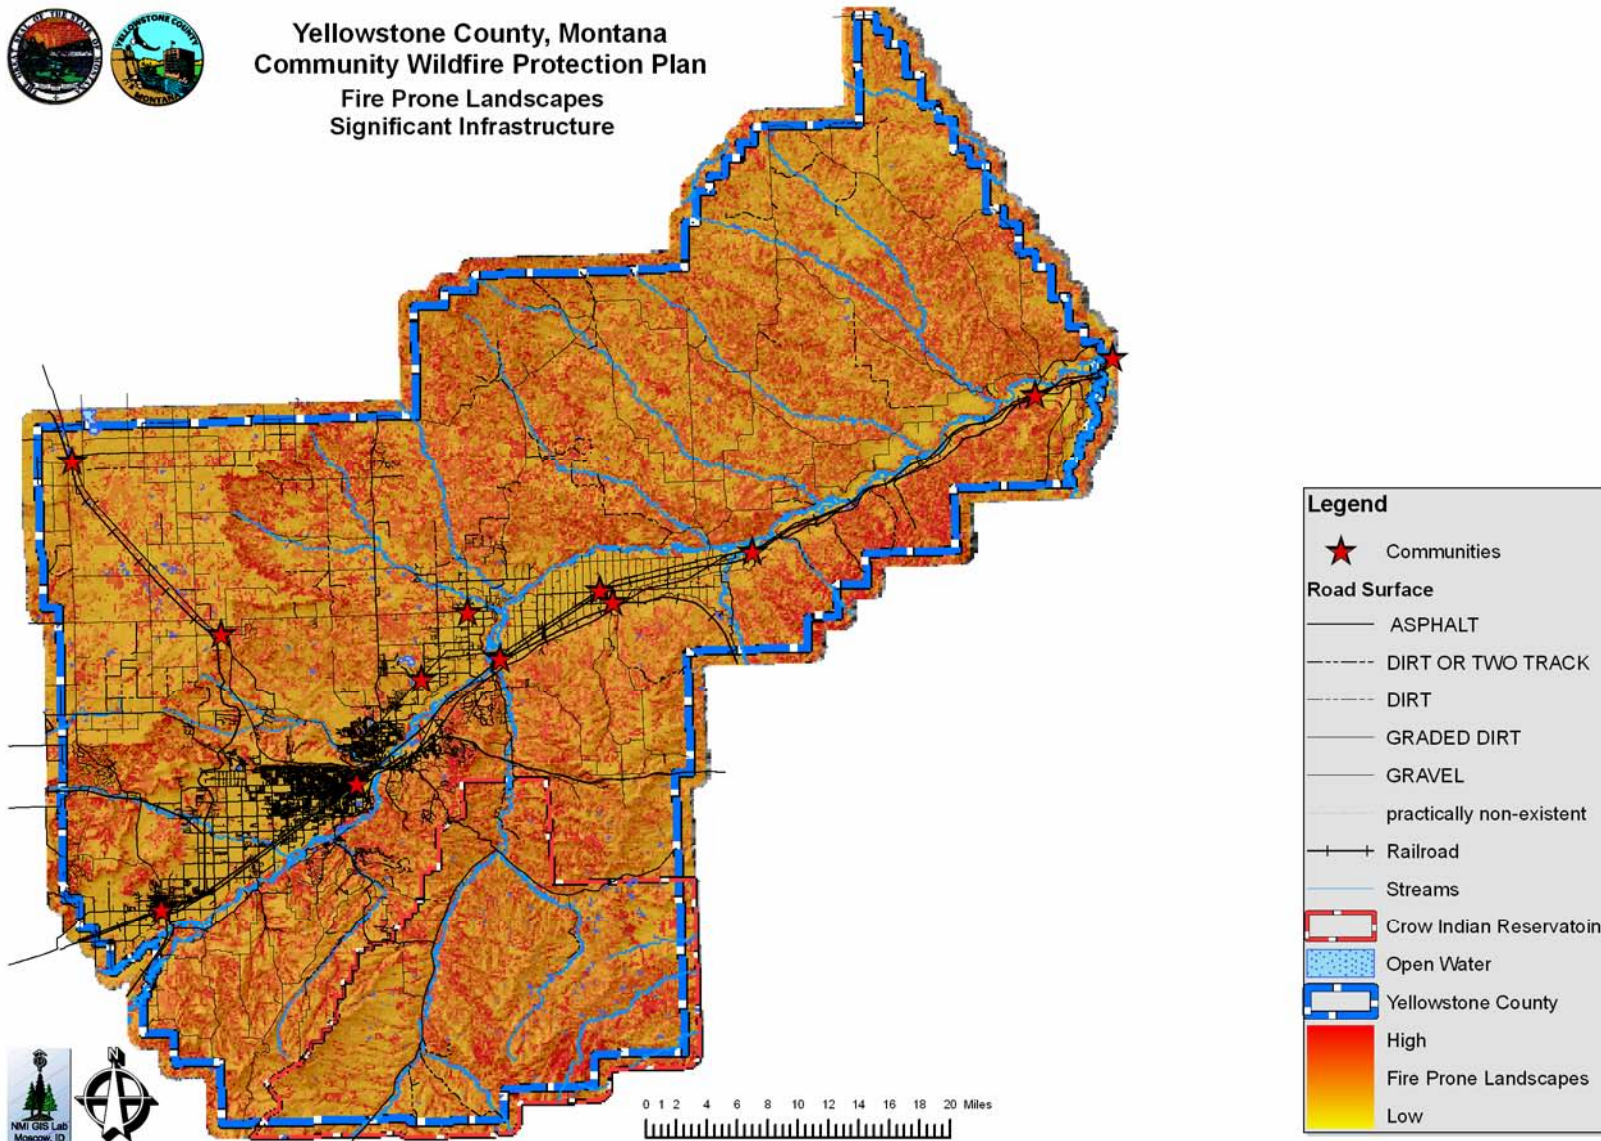 Yellowstone County, Montana
Community Wildfire Protection Plan
Fire Prone Landscapes
Significant Infrastructure
YELLOWSTONE COUNTY
MONTANA
Legend
Communities
Road Surface
ASPHALT
DIRT OR TWO TRACK
DIRT
GRADED DIRT
GRAVEL
practically non-existent
Railroad
Streams
Crow Indian Reservatoin
Open Water
Yellowstone County
High
Fire Prone Landscapes
Low
N
NMI GIS Lab
Moscow, ID
0 1 2 4 6 8 10 12 14 16 18 20 Miles